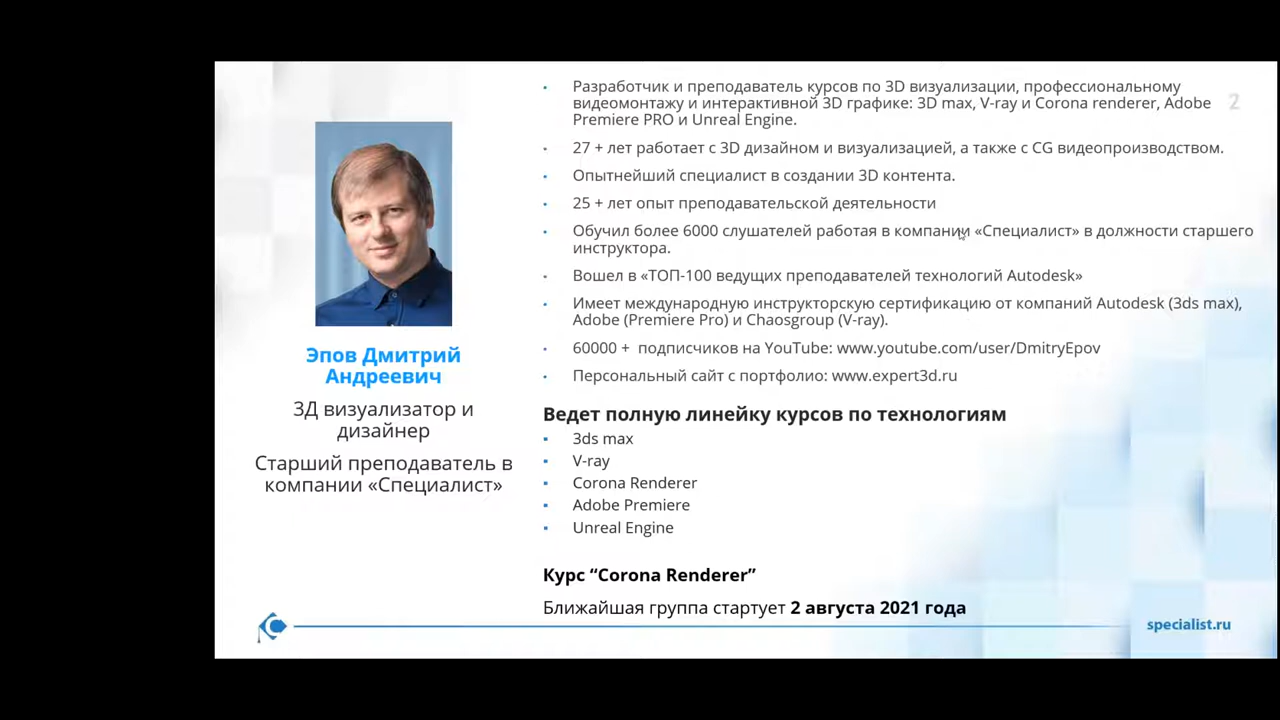 Разработчик и преподаватель курсов по 3D визуализации, профессиональному
видеомонтажу и интерактивной 3D графике: 3D max, V-ray и Corona renderer, Adobe
Premiere PRO и Unreal Engine.
2
27 + лет работает с 3D дизайном и визуализацией, а также с CG видеопроизводством.
Опытнейший специалист в создании 3D контента.
25 + лет опыт преподавательской деятельности
Обучил более 6000 слушателей работая в компании «Специалист» в должности старшего
инструктора.
Вошел в «ТОП-100 ведущих преподавателей технологий Autodesk»
Имеет международную инструкторскую сертификацию от компаний Autodesk (3ds max),
Adobe (Premiere Pro) и Chaosgroup (V-ray).
60000 + подписчиков на YouTube: www.youtube.com/user/DmitryEpov
Персональный сайт с портфолио: www.expert3d.ru
Эпов Дмитрий
Андреевич
3Д визуализатор и
дизайнер
Старший преподаватель в
компании «Специалист»
Ведет полную линейку курсов по технологиям
3ds max
V-ray
Corona Renderer
Adobe Premiere
Unreal Engine
Курс “Corona Renderer”
Ближайшая группа стартует 2 августа 2021 года
specialist.ru